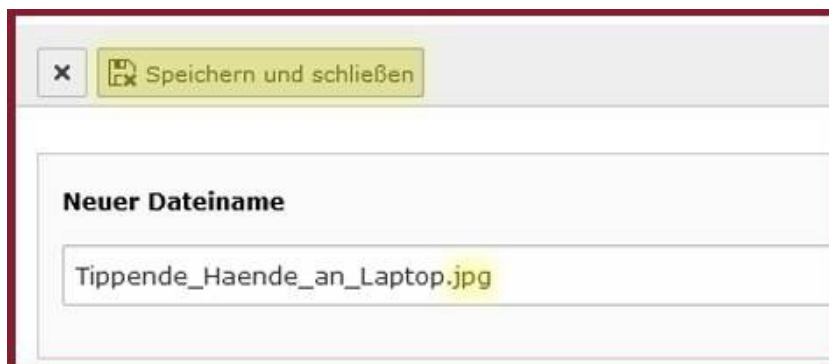 Speichern und schließen
Neuer Dateiname
Tippende_Haende_an_Laptop.jpg